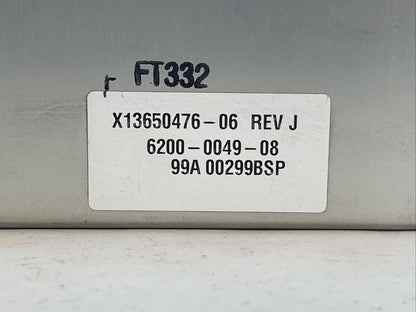 FT332
X13650476-06 REV J
6200-0049-08
99A 00299BSP